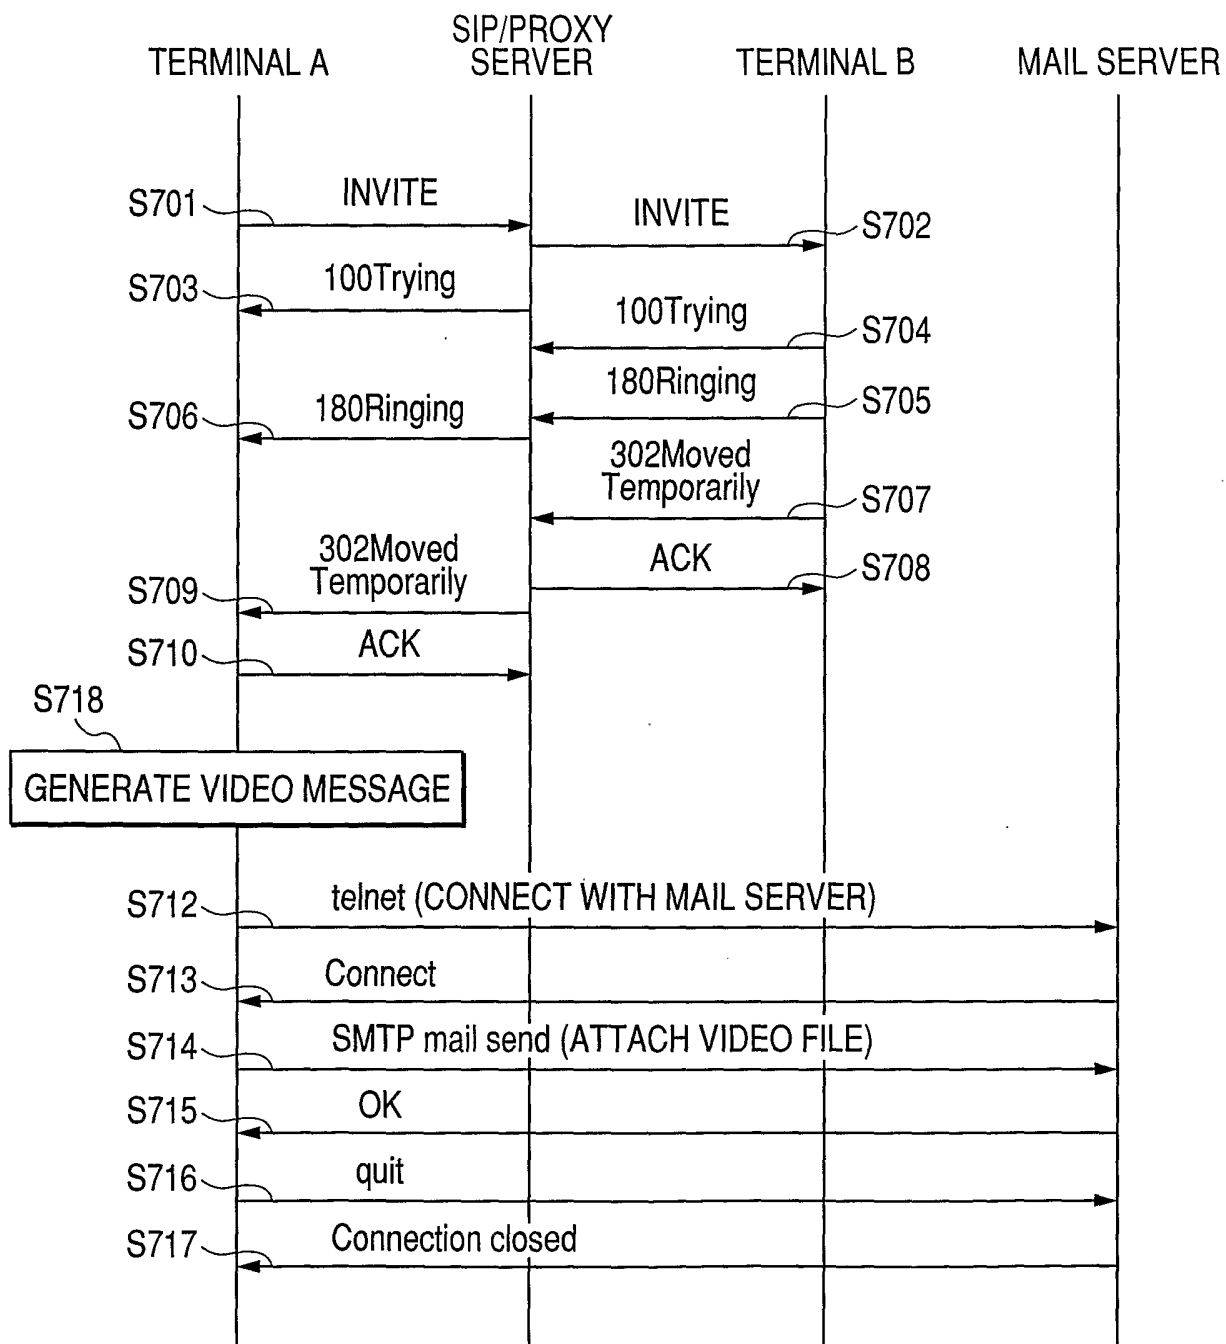 SIP/PROXY
TERMINAL A
SERVER
TERMINAL B
MAIL SERVER
S701
INVITE
INVITE
S702
S703
100Trying
100Trying
S704
180Ringing
S705
S706
180Ringing
302Moved
Temporarily
S707
302Moved
Temporarily
S709
ACK
S708
S710
ACK
S718
GENERATE VIDEO MESSAGE
S712
telnet (CONNECT WITH MAIL SERVER)
S713
Connect
S714
SMTP mail send (ATTACH VIDEO FILE)
S715
OK
S716
quit
S717
Connection closed